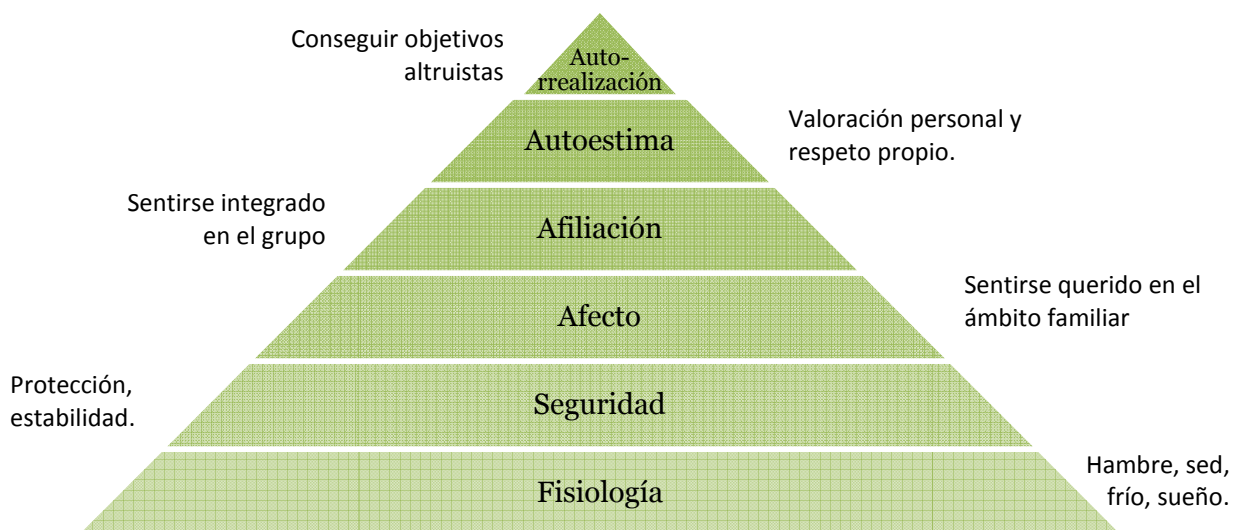 Conseguir objetivos
altruistas
Auto-
rrealización
Autoestima
Valoración personal y
respeto propio.
Sentirse integrado
en el grupo
Afiliación
Afecto
Sentirse querido en el
ámbito familiar
Protección,
estabilidad.
Seguridad
Fisiología
Hambre, sed,
frío, sueño.